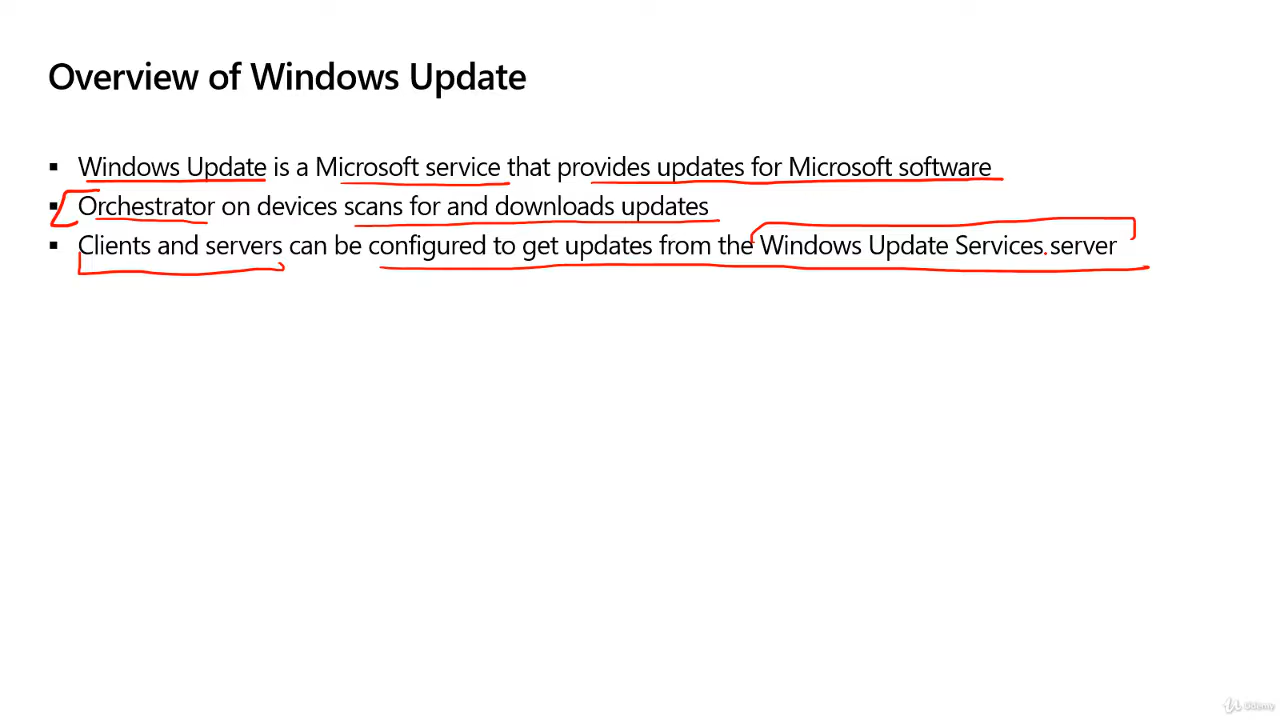 Overview of Windows Update
▪ Windows Update is a Microsoft service that provides updates for Microsoft software
▪ Orchestrator on devices scans for and downloads updates
▪ Clients and servers can be configured to get updates from the Windows Update Services server
Udemy